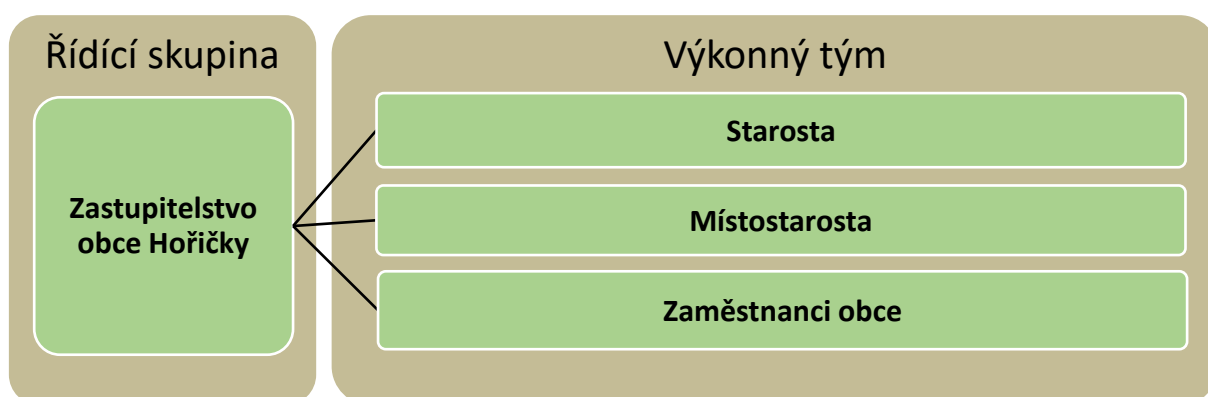 Řídící skupina
Zastupitelstvo
obce Hořičky
Výkonný tým
Starosta
Místostarosta
Zaměstnanci obce